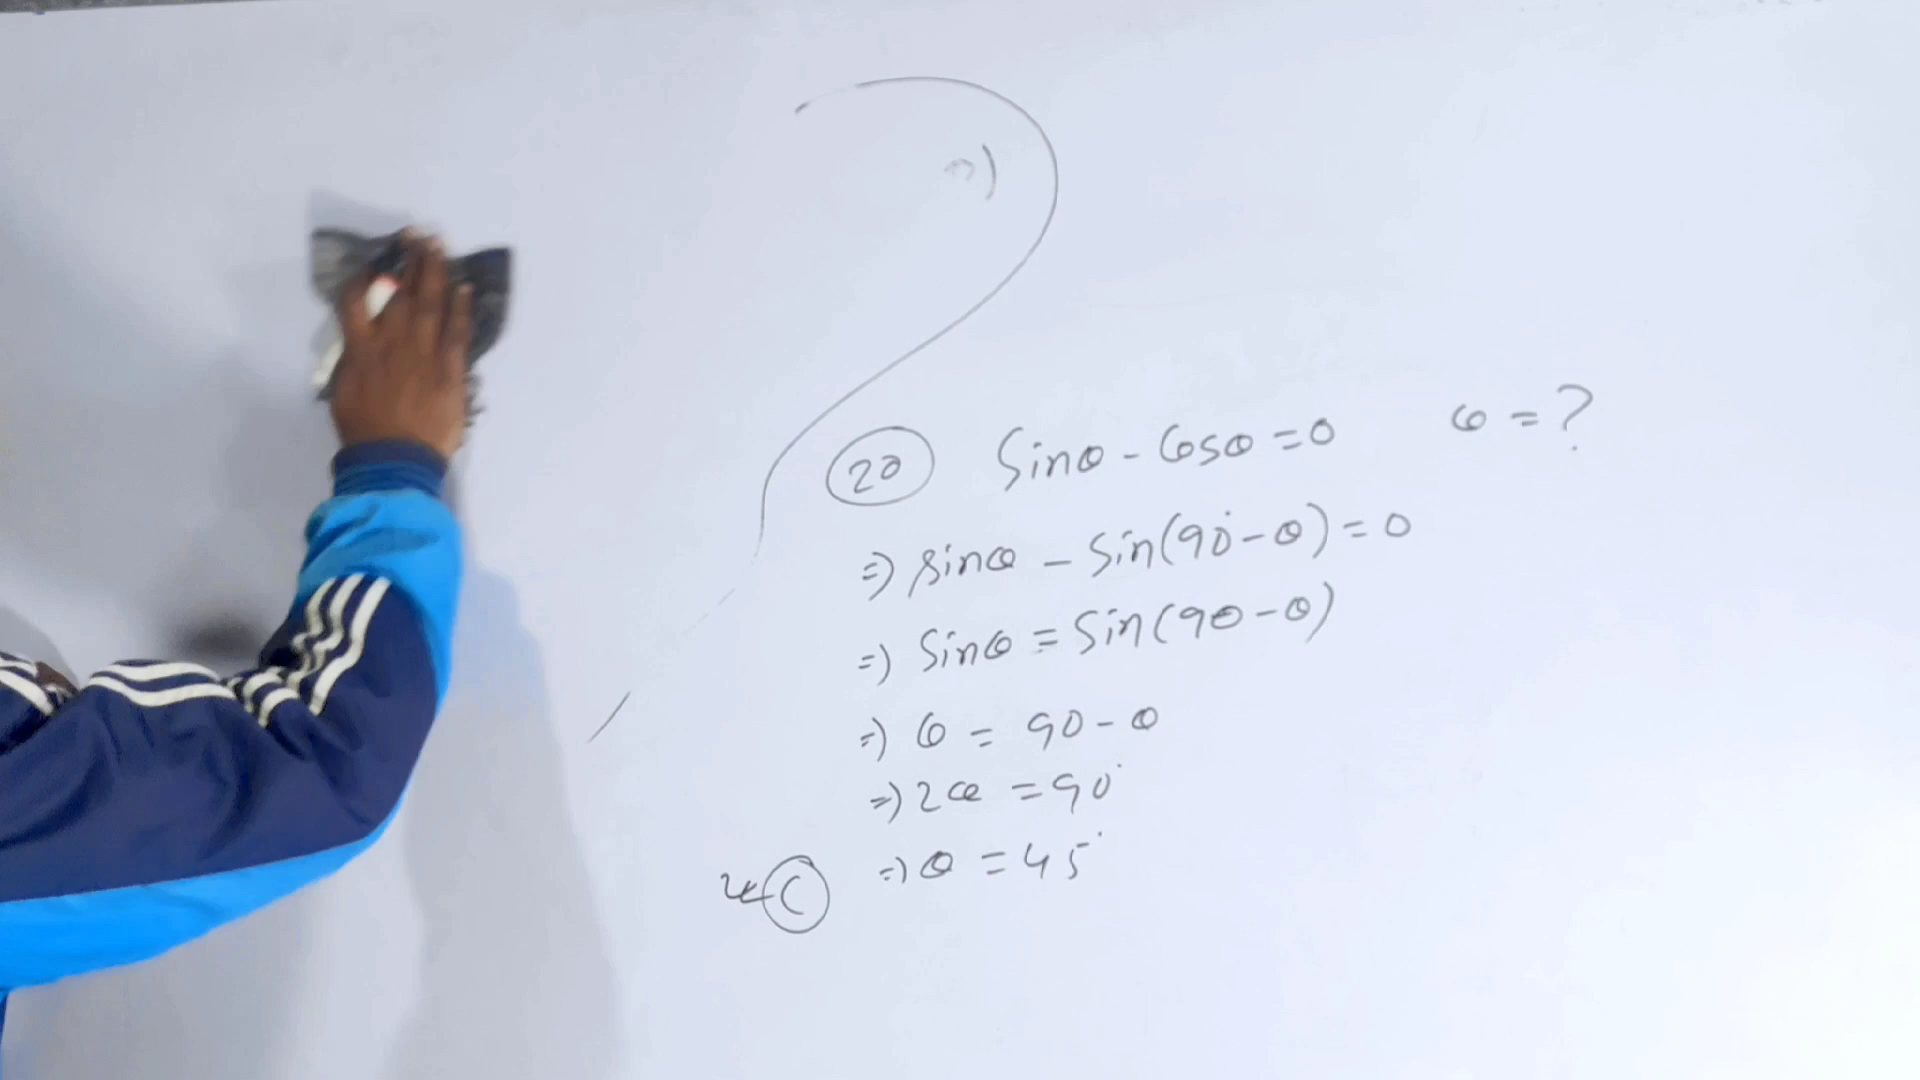 (20) Sinθ - Cosθ = 0 θ = ?
=) Sinθ - Sin(90° - θ) = 0
=) Sinθ = Sin(90 - θ)
=) θ = 90 - θ
=) 2θ = 90°
(C) =) θ = 45°